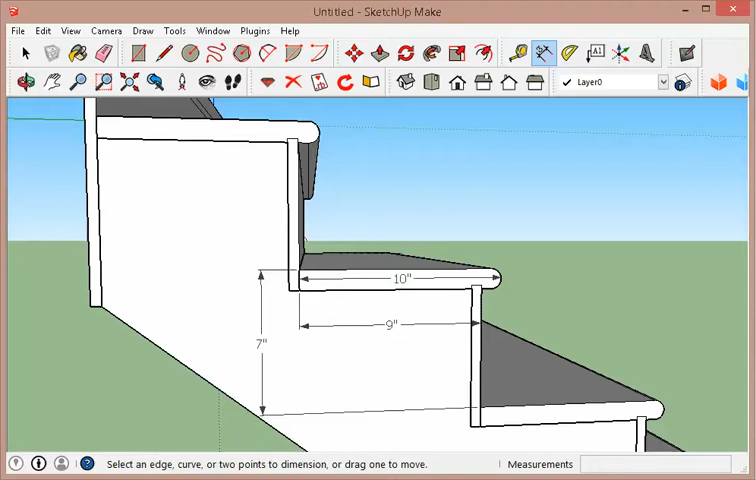 Untitled - SketchUp Make
File Edit View Camera Draw Tools Window Plugins Help
A1
Layer0
10"
9"
7"
Select an edge, curve, or two points to dimension, or drag one to move. Measurements